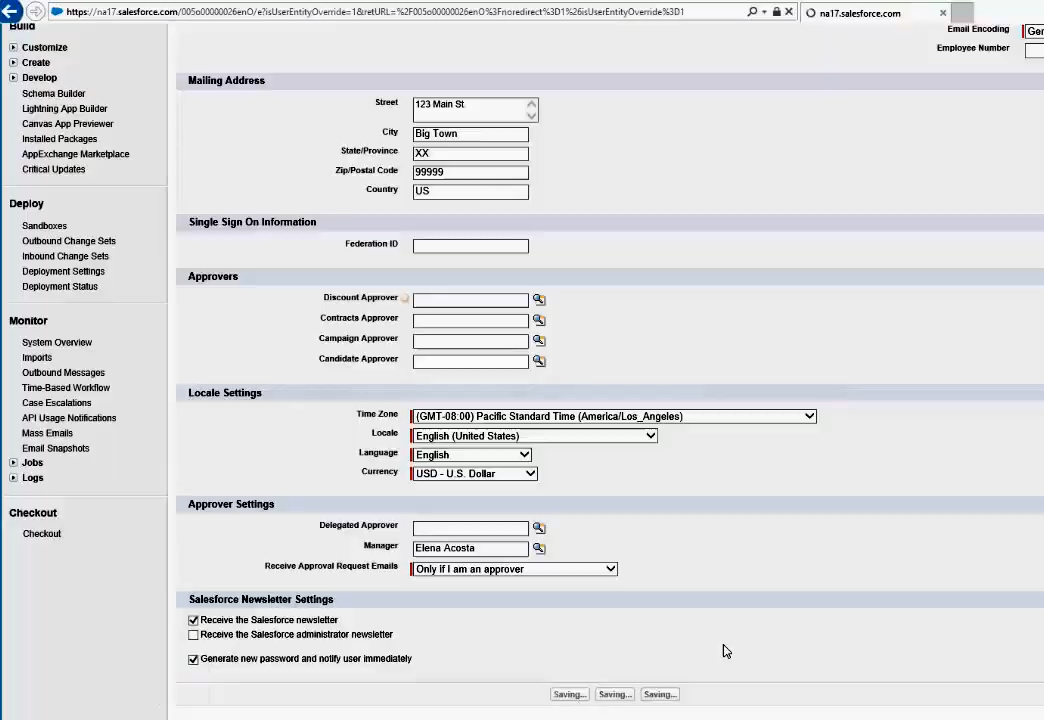 https://na17.salesforce.com/005o0000026enO/e?isUserEntityOverride=1&retURL=%2F005o0000026enO%3Fnoredirect%3D1%26isUserEntityOverride%3D1
na17.salesforce.com
Build
Customize
Create
Develop
Schema Builder
Lightning App Builder
Canvas App Previewer
Installed Packages
AppExchange Marketplace
Critical Updates
Deploy
Sandboxes
Outbound Change Sets
Inbound Change Sets
Deployment Settings
Deployment Status
Monitor
System Overview
Imports
Outbound Messages
Time-Based Workflow
Case Escalations
API Usage Notifications
Mass Emails
Email Snapshots
Jobs
Logs
Checkout
Checkout
Email Encoding Gen
Employee Number
Mailing Address
Street 123 Main St
City Big Town
State/Province XX
Zip/Postal Code 99999
Country US
Single Sign On Information
Federation ID
Approvers
Discount Approver
Contracts Approver
Campaign Approver
Candidate Approver
Locale Settings
Time Zone (GMT-08:00) Pacific Standard Time (America/Los_Angeles)
Locale English (United States)
Language English
Currency USD - U.S. Dollar
Approver Settings
Delegated Approver
Manager Elena Acosta
Receive Approval Request Emails Only if I am an approver
Salesforce Newsletter Settings
Receive the Salesforce newsletter
Receive the Salesforce administrator newsletter
Generate new password and notify user immediately
Saving... Saving... Saving...